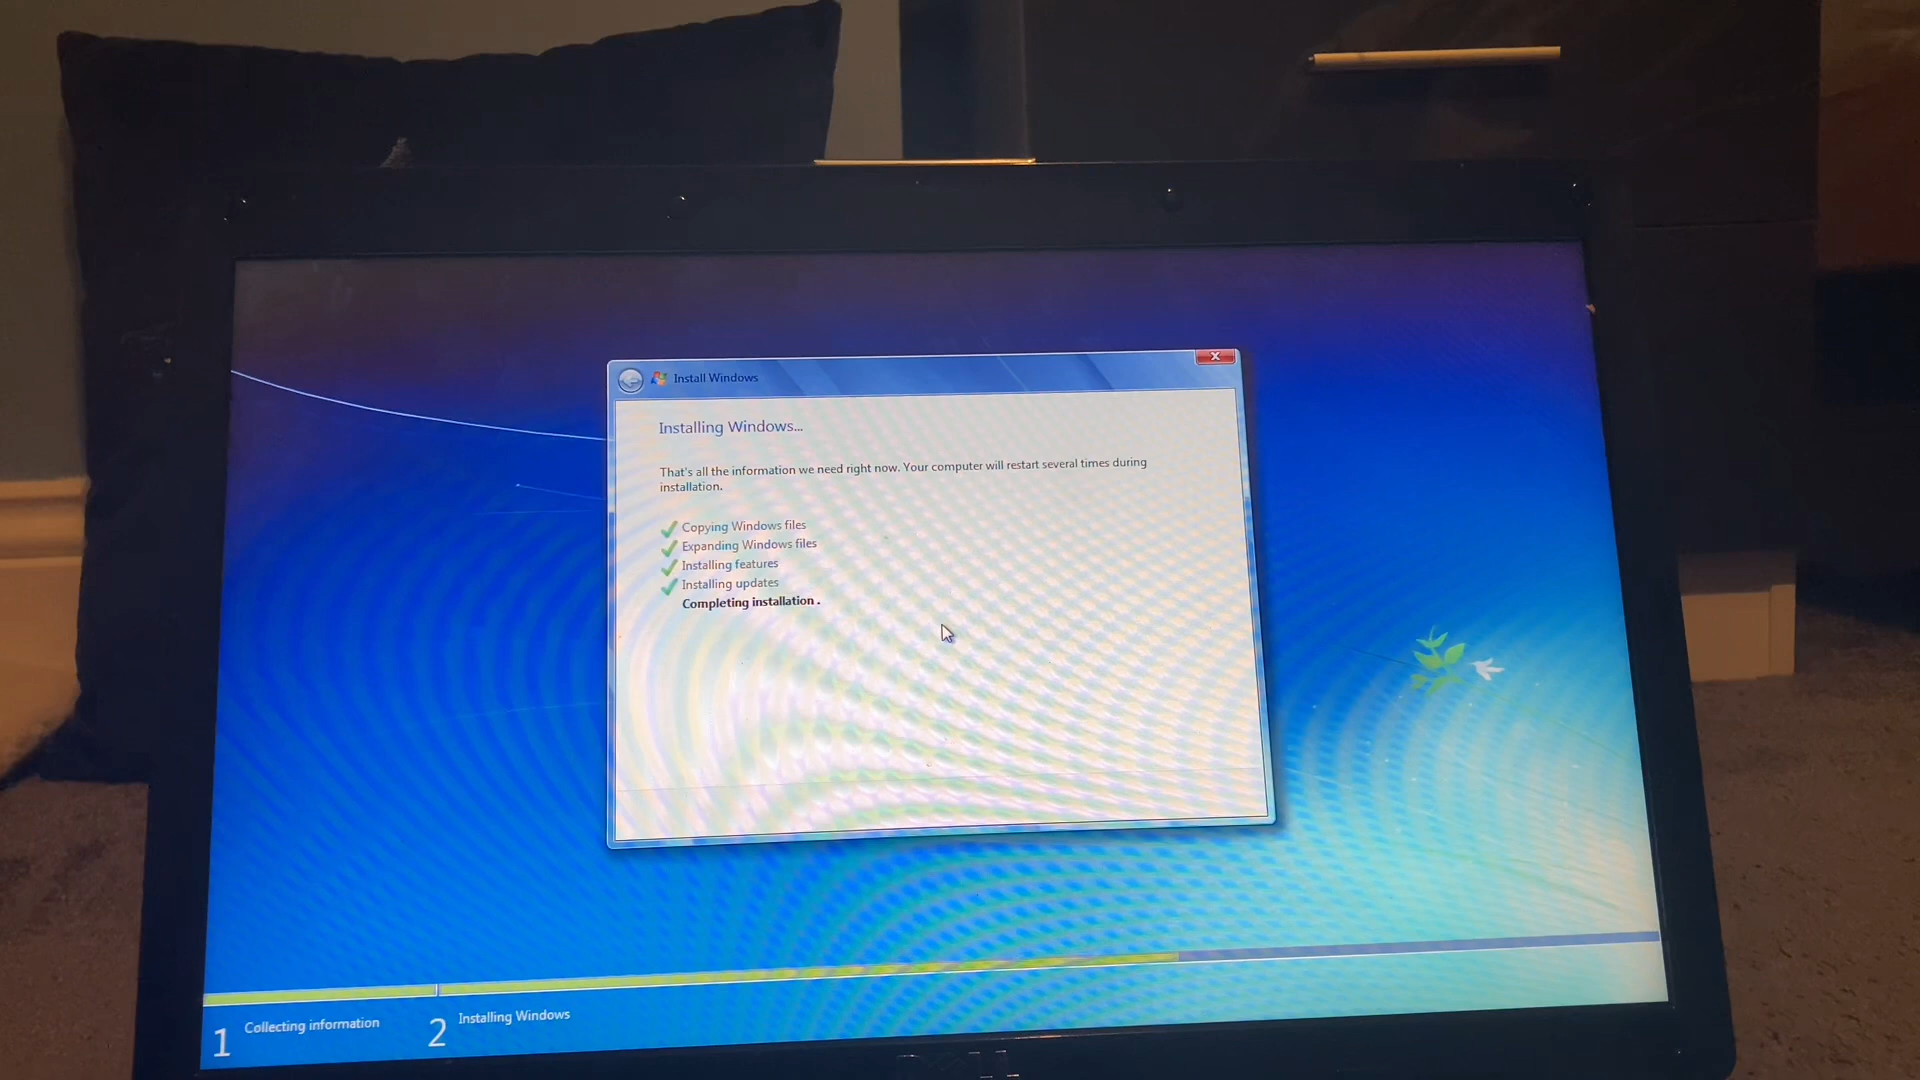 Install Windows
Installing Windows...
That's all the information we need right now. Your computer will restart several times during
installation.
Copying Windows files
Expanding Windows files
Installing features
Installing updates
Completing installation .
1 Collecting information
2 Installing Windows